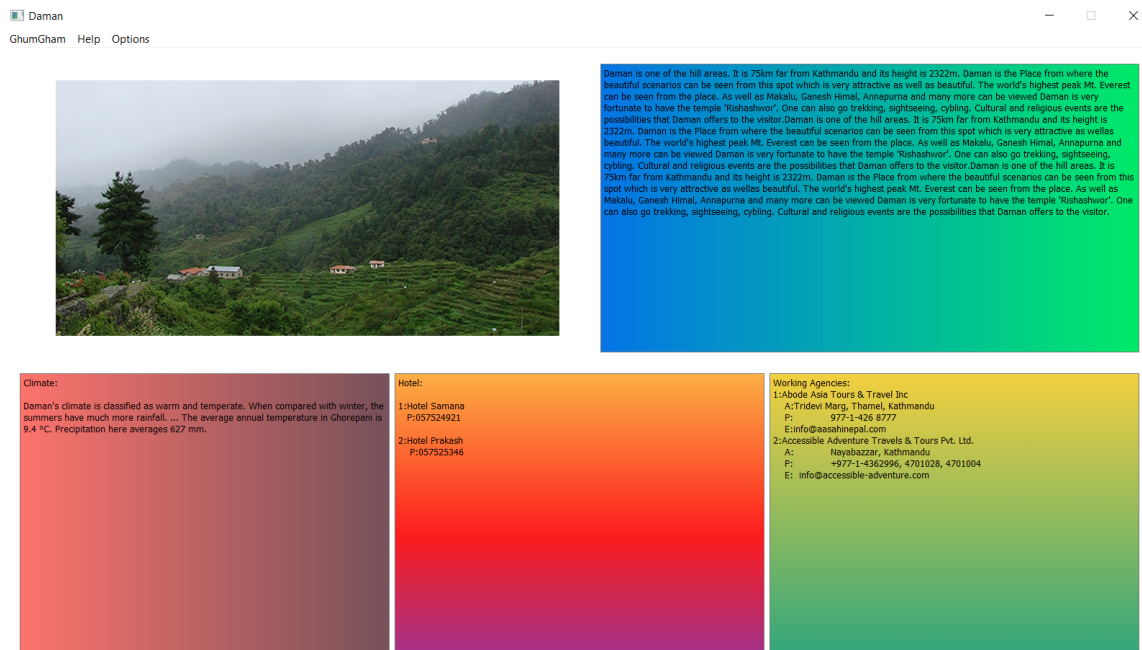 Daman
GhumGham Help Options
Daman is one of the hill areas. It is 75km far from Kathmandu and its height is 2322m. Daman is the Place from where the
beautiful scenarios can be seen from this spot which is very attractive as well as beautiful. The world's highest peak Mt. Everest
can be seen from the place. As well as Makalu, Ganesh Himal, Annapurna and many more can be viewed Daman is very
fortunate to have the temple 'Rishashwor'. One can also go trekking, sightseeing, cybling. Cultural and religious events are the
possibilities that Daman offers to the visitor.Daman is one of the hill areas. It is 75km far from Kathmandu and its height is
2322m. Daman is the Place from where the beautiful scenarios can be seen from this spot which is very attractive as wellas
beautiful. The world's highest peak Mt. Everest can be seen from the place. As well as Makalu, Ganesh Himal, Annapurna and
many more can be viewed Daman is very fortunate to have the temple 'Rishashwor'. One can also go trekking, sightseeing,
cybling. Cultural and religious events are the possibilities that Daman offers to the visitor.Daman is one of the hill areas. It is
75km far from Kathmandu and its height is 2322m. Daman is the Place from where the beautiful scenarios can be seen from this
spot which is very attractive as wellas beautiful. The world's highest peak Mt. Everest can be seen from the place. As well as
Makalu, Ganesh Himal, Annapurna and many more can be viewed Daman is very fortunate to have the temple 'Rishashwor'. One
can also go trekking, sightseeing, cybling. Cultural and religious events are the possibilities that Daman offers to the visitor.
Climate:
Daman's climate is classified as warm and temperate. When compared with winter, the
summers have much more rainfall. ... The average annual temperature in Ghorepani is
9.4 °C. Precipitation here averages 627 mm.
Hotel:
1:Hotel Samana
P:057524921
2:Hotel Prakash
P:057525346
Working Agencies:
1:Abode Asia Tours & Travel Inc
A:Tridevi Marg, Thamel, Kathmandu
P: 977-1-426 8777
E:info@aasahinepal.com
2:Accessible Adventure Travels & Tours Pvt. Ltd.
A: Nayabazzar, Kathmandu
P: +977-1-4362996, 4701028, 4701004
E: info@accessible-adventure.com